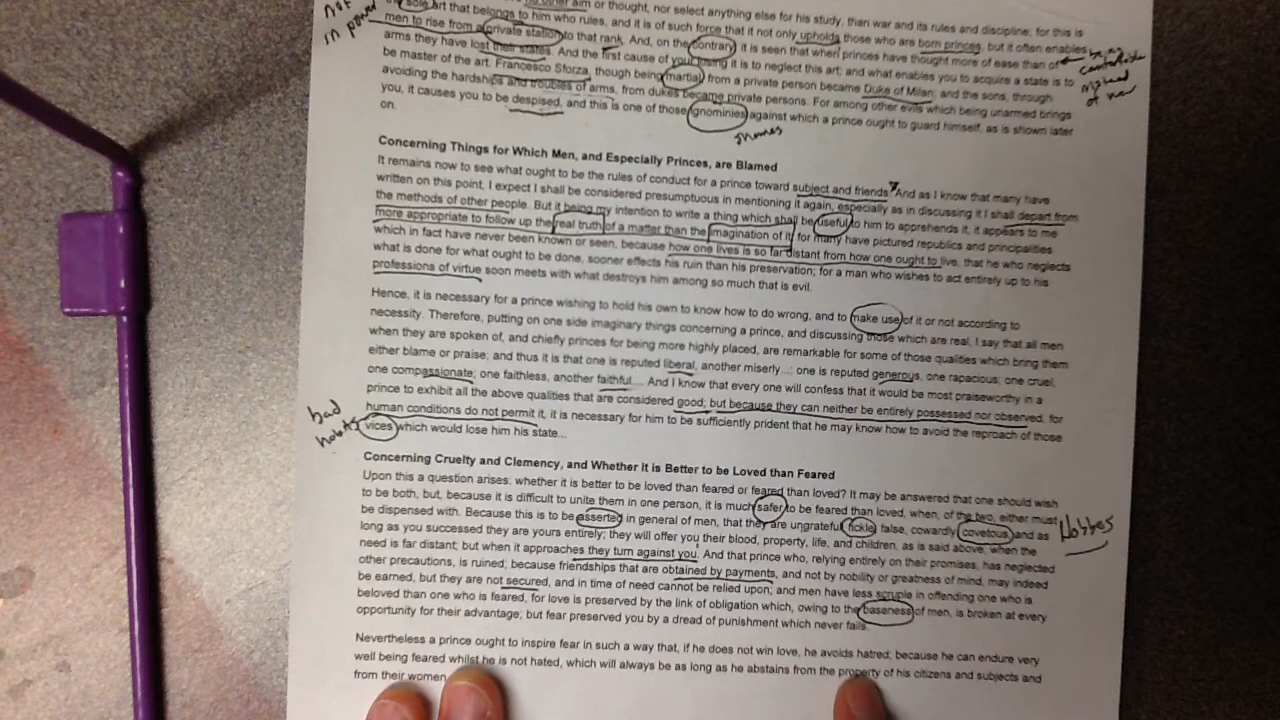 not
in power
sole art that belongs to him who rules, and it is of such force that it not only upholds those who are born princes, but it often enables
men to rise from a private station to that rank. And, on the contrary, it is seen that when princes have thought more of ease than of
arms they have lost their states. And the first cause of your losing it is to neglect this art; and what enables you to acquire a state is to
be master of the art. Francesco Sforza, though being martial, from a private person became Duke of Milan; and the sons, through
avoiding the hardships and troubles of arms, from dukes became private persons. For among other evils which being unarmed brings
you, it causes you to be despised, and this is one of those ignominies against which a prince ought to guard himself, as is shown later
on.
of war
shames
Concerning Things for Which Men, and Especially Princes, are Blamed
It remains now to see what ought to be the rules of conduct for a prince toward subject and friends. And as I know that many have
written on this point, I expect I shall be considered presumptuous in mentioning it again, especially as in discussing it I shall depart from
the methods of other people. But it being my intention to write a thing which shall be useful to him to apprehends it, it appears to me
more appropriate to follow up the real truth of a matter than the imagination of it; for many have pictured republics and principalities
which in fact have never been known or seen, because how one lives is so far distant from how one ought to live, that he who neglects
what is done for what ought to be done, sooner effects his ruin than his preservation; for a man who wishes to act entirely up to his
professions of virtue soon meets with what destroys him among so much that is evil.
Hence, it is necessary for a prince wishing to hold his own to know how to do wrong, and to make use of it or not according to
necessity. Therefore, putting on one side imaginary things concerning a prince, and discussing those which are real, I say that all men
when they are spoken of, and chiefly princes for being more highly placed, are remarkable for some of those qualities which bring them
either blame or praise; and thus it is that one is reputed liberal, another miserly...; one is reputed generous, one rapacious; one cruel,
one compassionate; one faithless, another faithful.... And I know that every one will confess that it would be most praiseworthy in a
prince to exhibit all the above qualities that are considered good; but because they can neither be entirely possessed nor observed, for
human conditions do not permit it, it is necessary for him to be sufficiently prident that he may know how to avoid the reproach of those
vices which would lose him his state...
bad
habits
Concerning Cruelty and Clemency, and Whether It is Better to be Loved than Feared
Upon this a question arises: whether it is better to be loved than feared or feared than loved? It may be answered that one should wish
to be both, but, because it is difficult to unite them in one person, it is much safer to be feared than loved, when, of the two, either must
be dispensed with. Because this is to be asserted in general of men, that they are ungrateful, fickle, false, cowardly, covetous, and as
long as you successed they are yours entirely; they will offer you their blood, property, life, and children, as is said above, when the
need is far distant; but when it approaches they turn against you. And that prince who, relying entirely on their promises, has neglected
other precautions, is ruined; because friendships that are obtained by payments, and not by nobility or greatness of mind, may indeed
be earned, but they are not secured, and in time of need cannot be relied upon; and men have less scruple in offending one who is
beloved than one who is feared, for love is preserved by the link of obligation which, owing to the baseness of men, is broken at every
opportunity for their advantage; but fear preserved you by a dread of punishment which never fails.
Hobbes
Nevertheless a prince ought to inspire fear in such a way that, if he does not win love, he avoids hatred; because he can endure very
well being feared whilst he is not hated, which will always be as long as he abstains from the property of his citizens and subjects and
from their women.